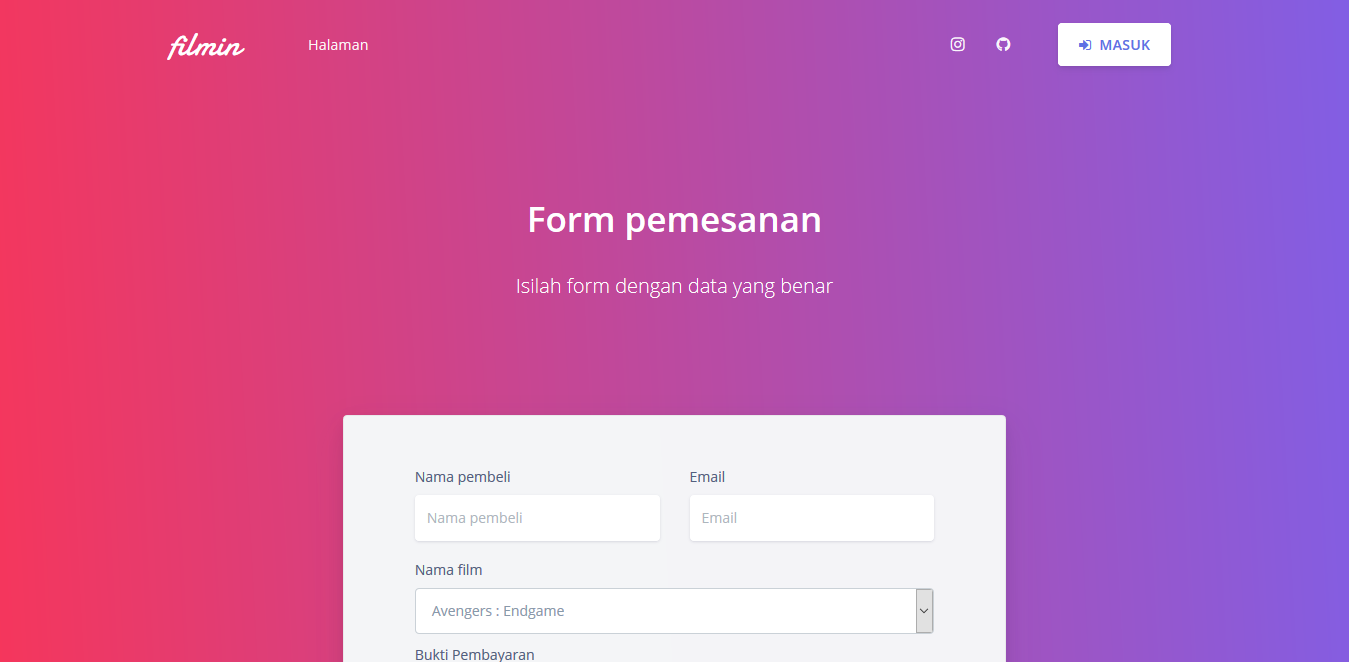 filmin
Halaman
MASUK
Form pemesanan
Isilah form dengan data yang benar
Nama pembeli
Email
Nama pembeli
Email
Nama film
Avengers : Endgame
Bukti Pembayaran